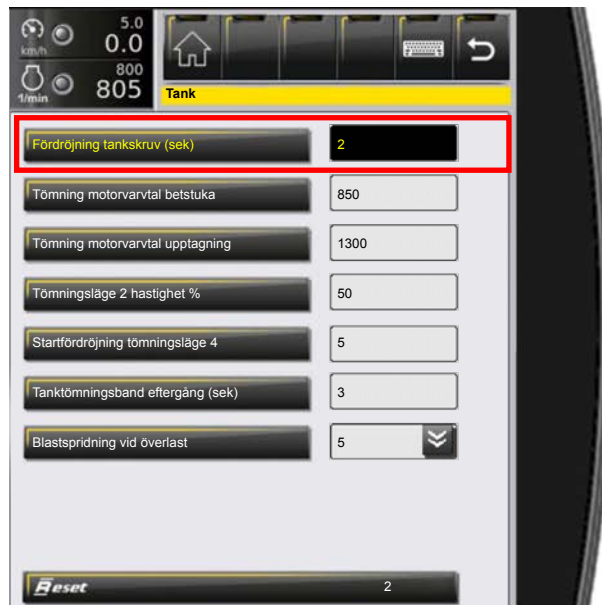 km/h 5.0
0.0
800
1/min 805
Tank
Fördröjning tankskruv (sek) 2
Tömning motorvarvtal betstuka 850
Tömning motorvarvtal upptagning 1300
Tömningsläge 2 hastighet % 50
Startfördröjning tömningsläge 4 5
Tanktömningsband eftergång (sek) 3
Blastspridning vid överlast 5
Reset 2